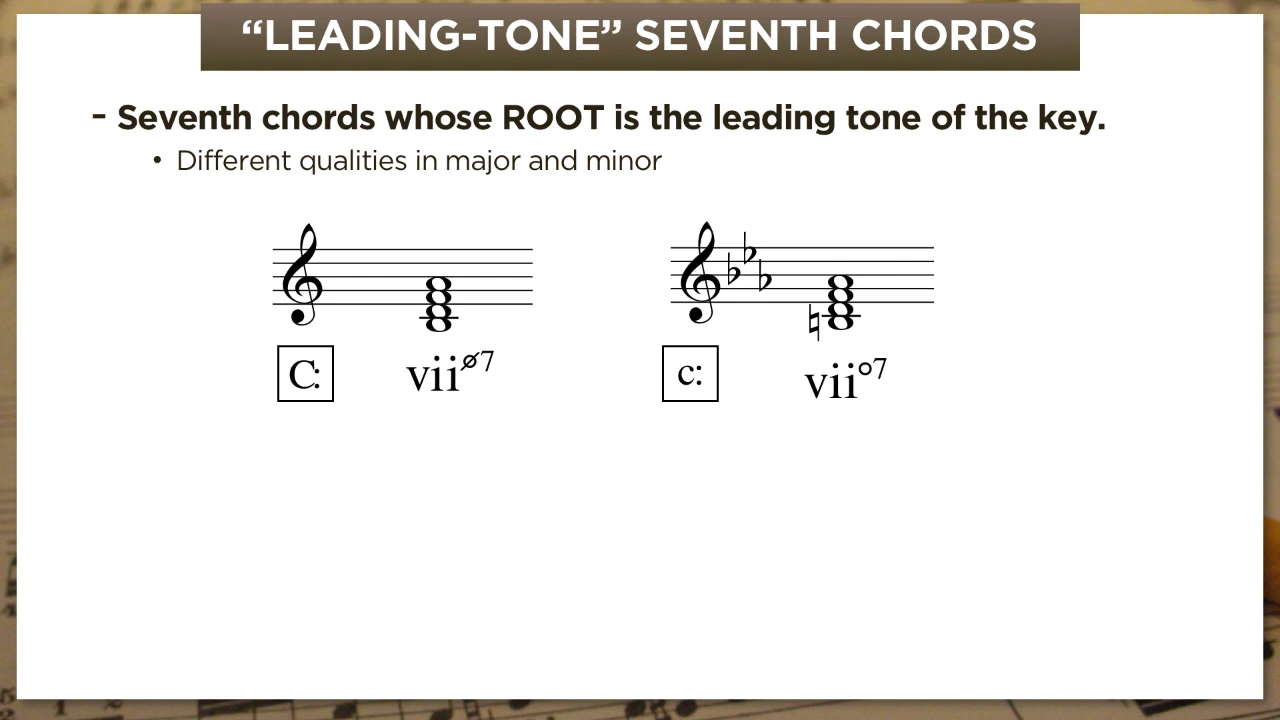 “LEADING-TONE” SEVENTH CHORDS
– Seventh chords whose ROOT is the leading tone of the key.
• Different qualities in major and minor
C: viiø7 c: vii°7